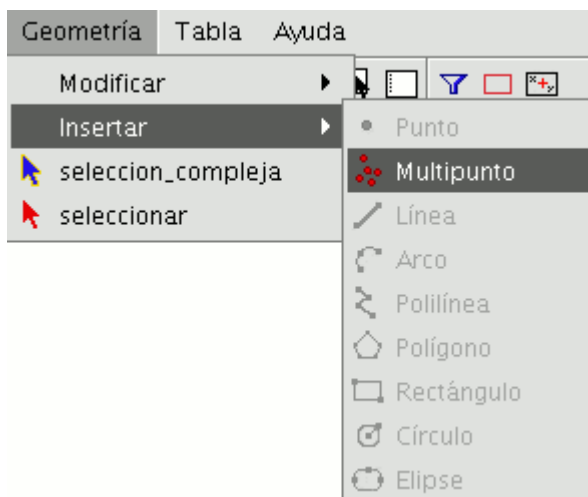 Geometría Tabla Ayuda
Modificar
Insertar
seleccion_compleja
seleccionar
Punto
Multipunto
Línea
Arco
Polilínea
Polígono
Rectángulo
Círculo
Elipse